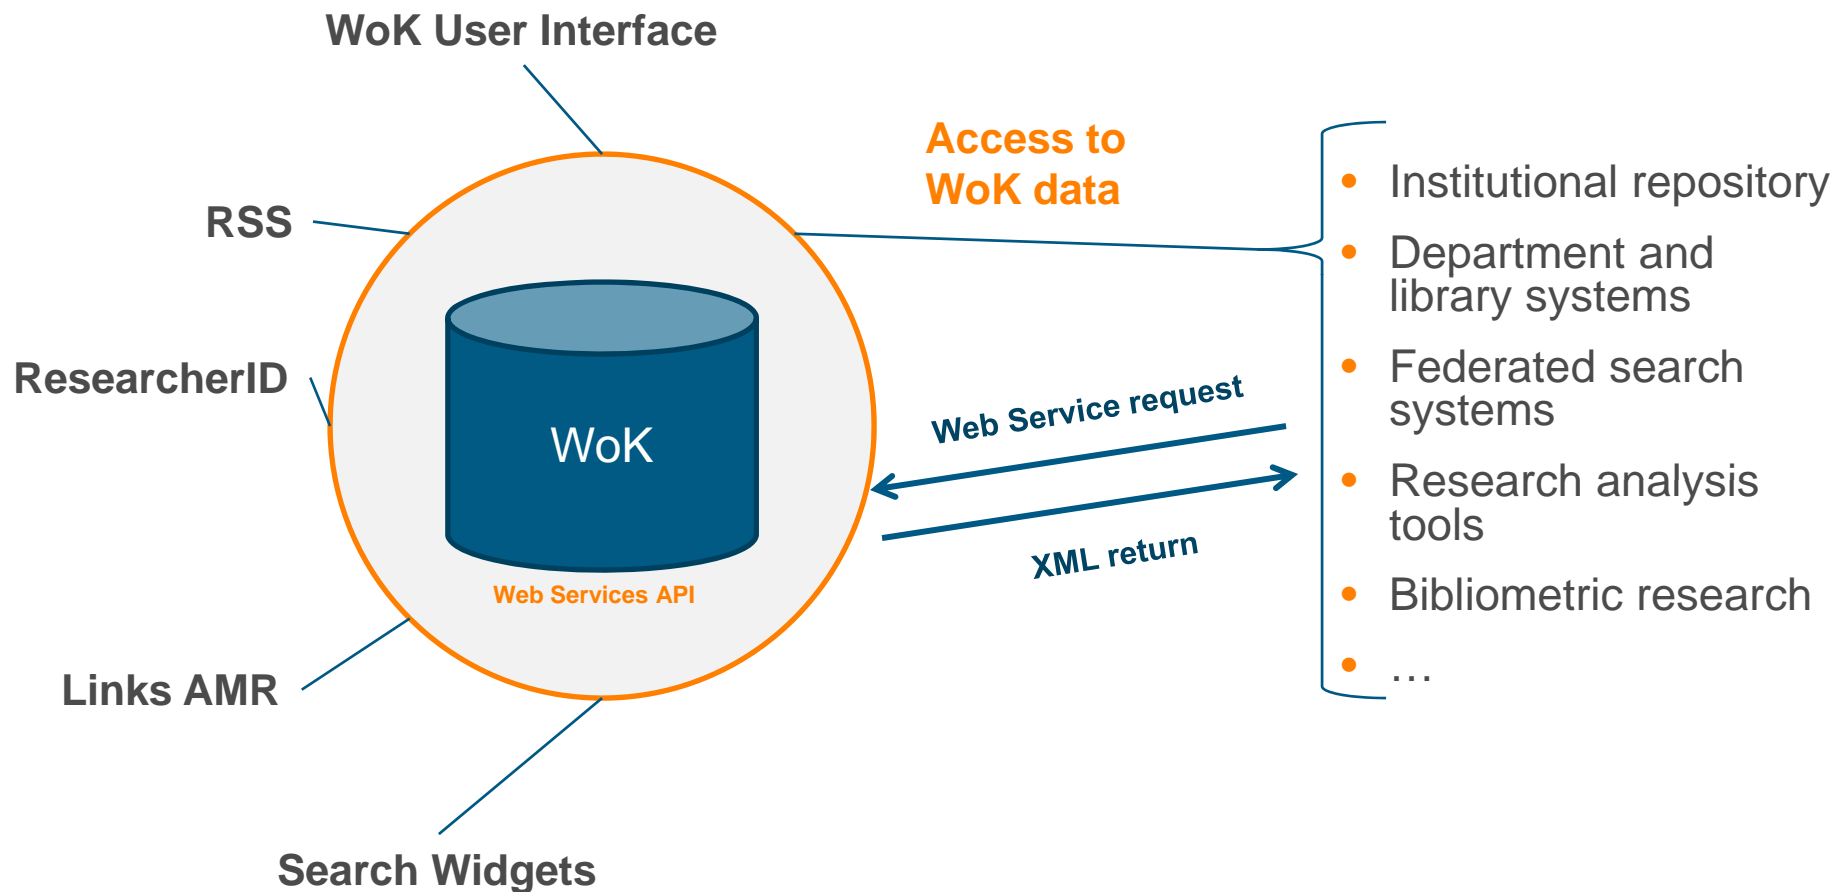 WoK User Interface
Access to
WoK data
RSS
ResearcherID
WoK
Web Services API
Links AMR
Search Widgets
Web Service request
XML return
• Institutional repository
• Department and
library systems
• Federated search
systems
• Research analysis
tools
• Bibliometric research
• …